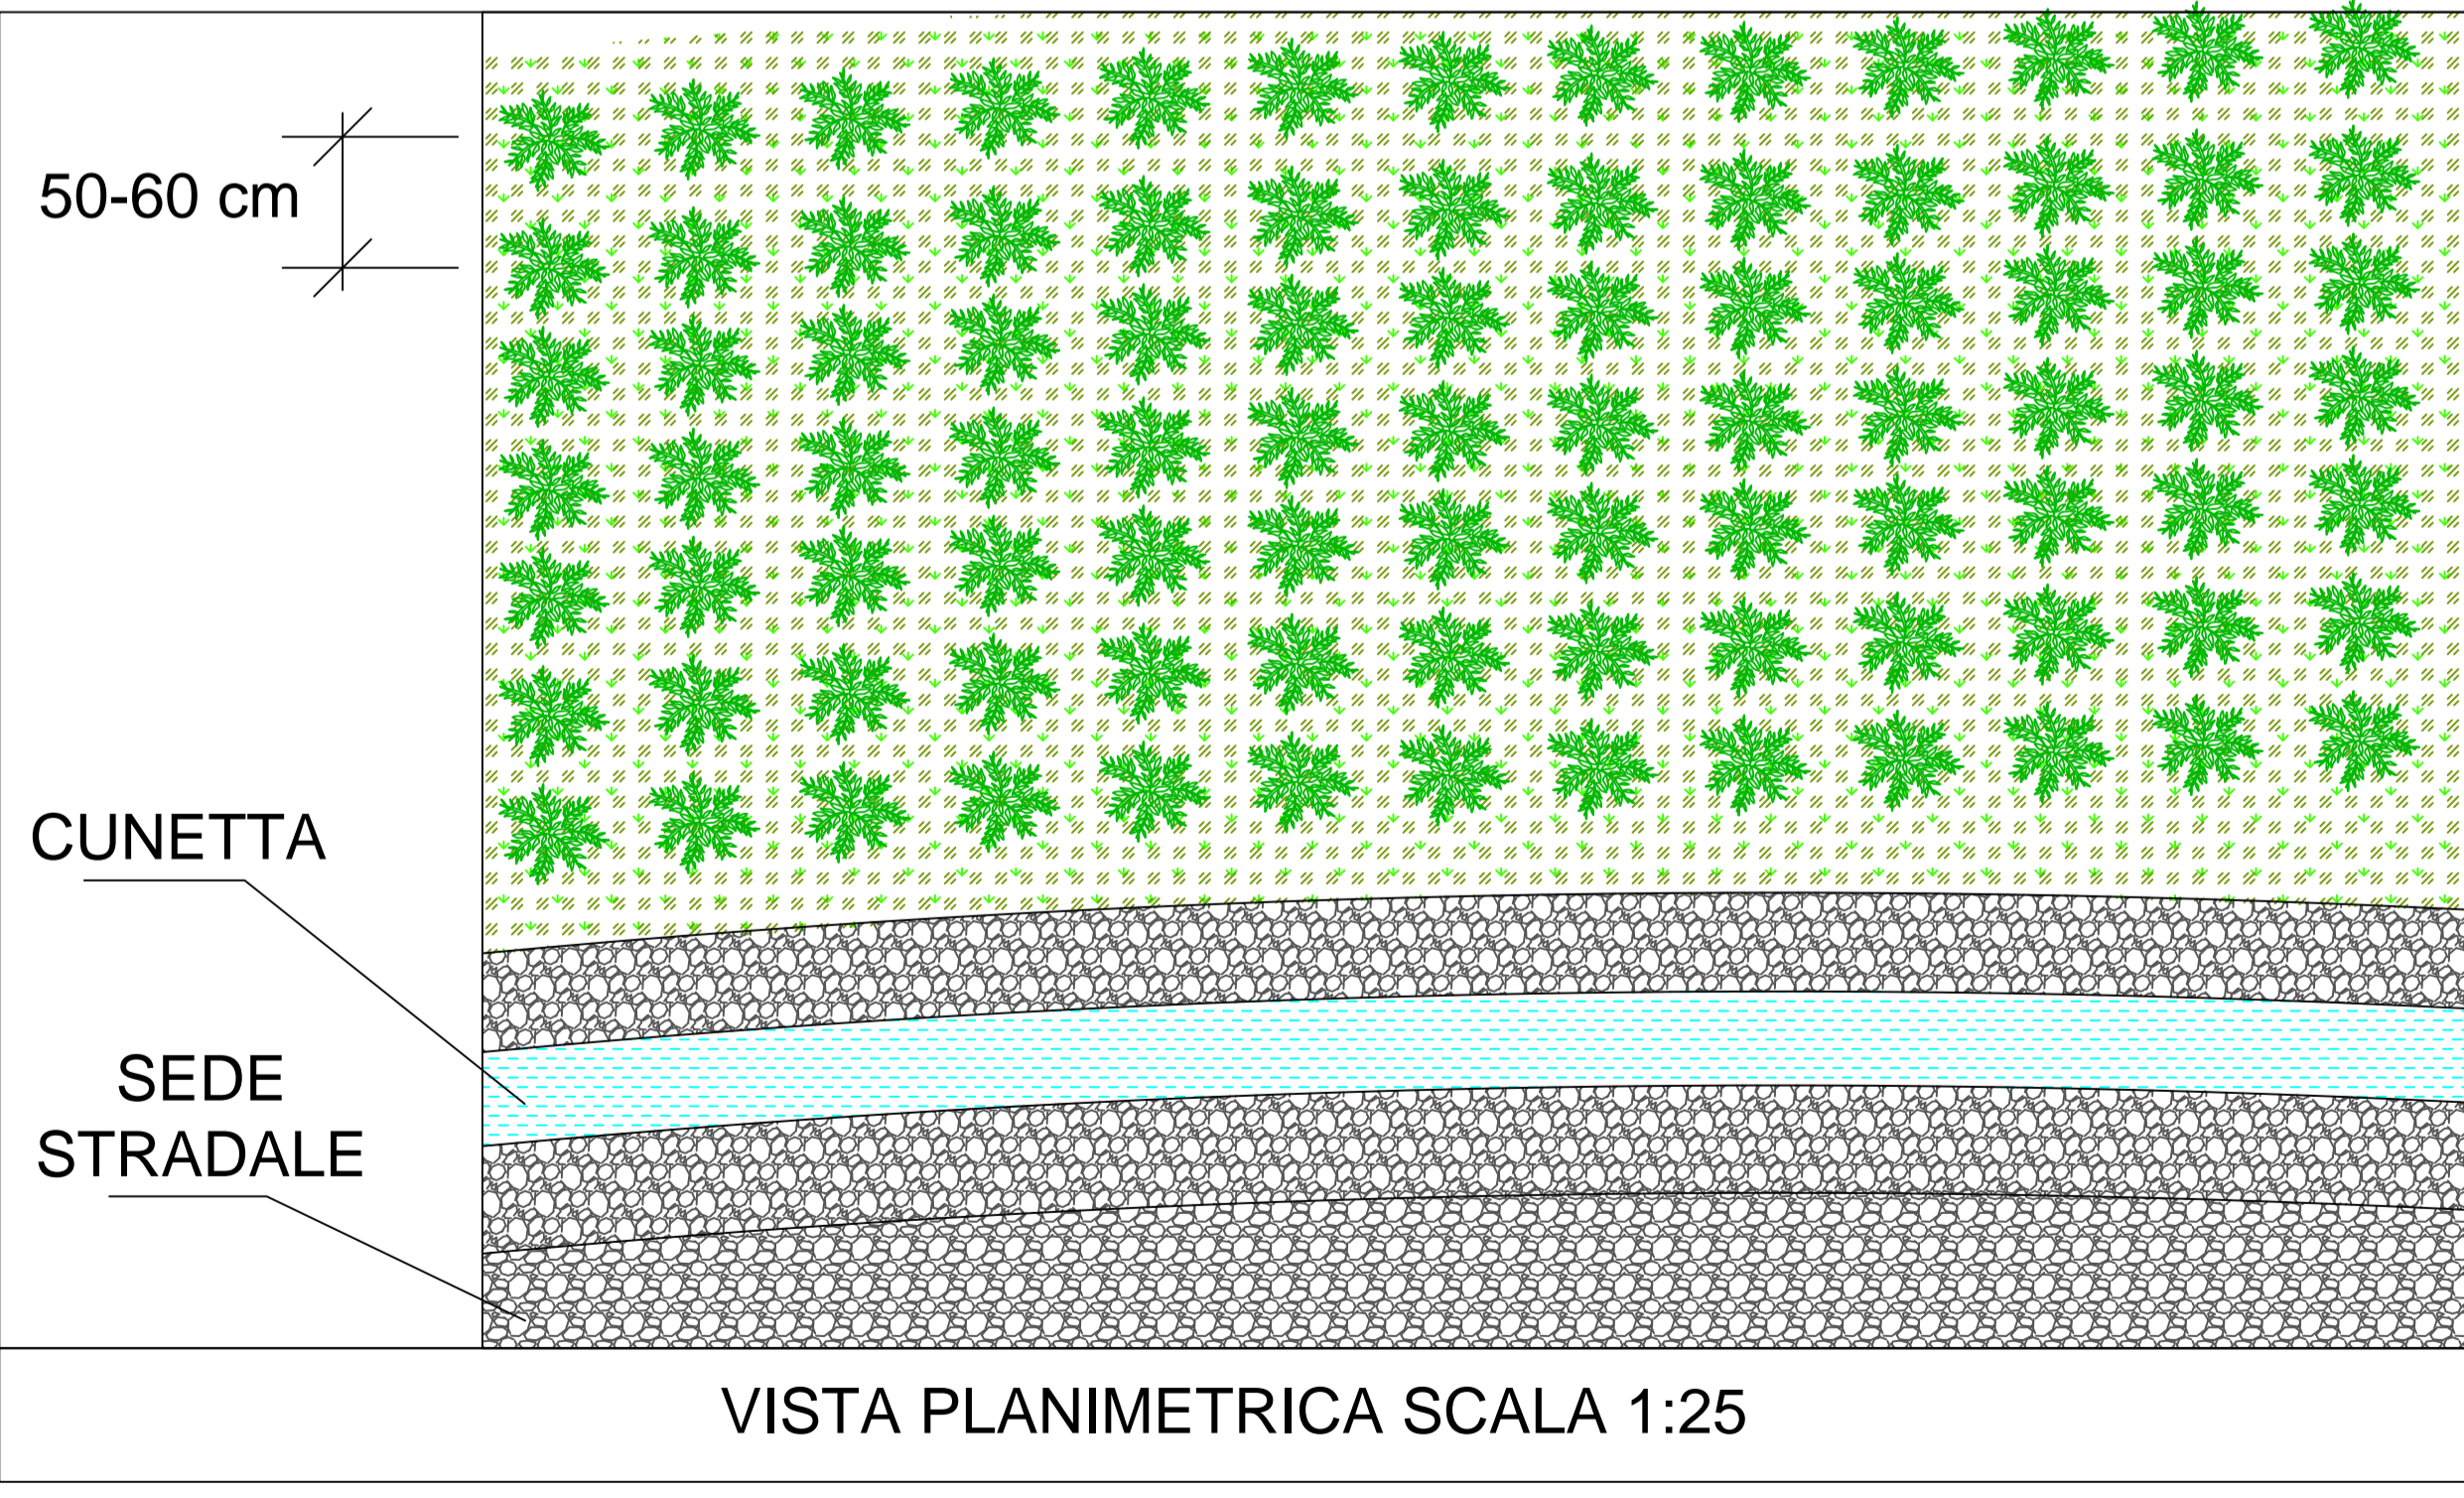 50-60 cm
CUNETTA
SEDE
STRADALE
VISTA PLANIMETRICA SCALA 1:25